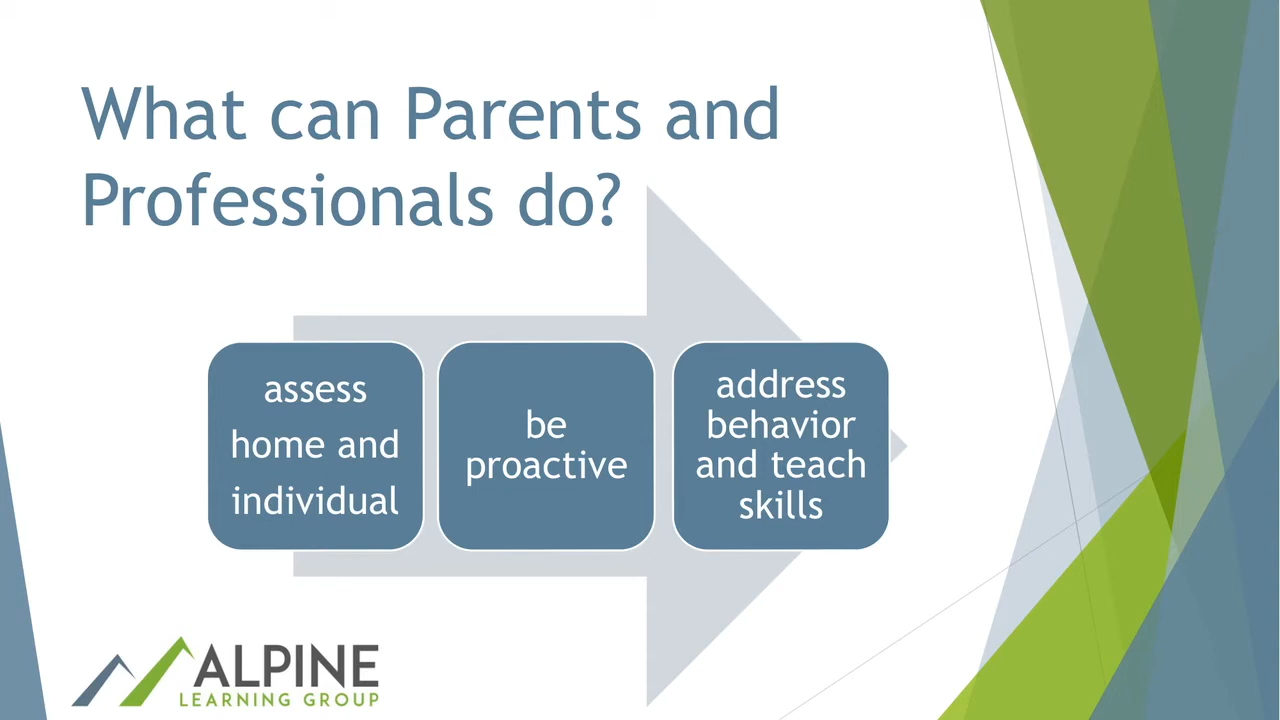 What can Parents and
Professionals do?
assess
home and
individual
be
proactive
address
behavior
and teach
skills
ALPINE
LEARNING GROUP